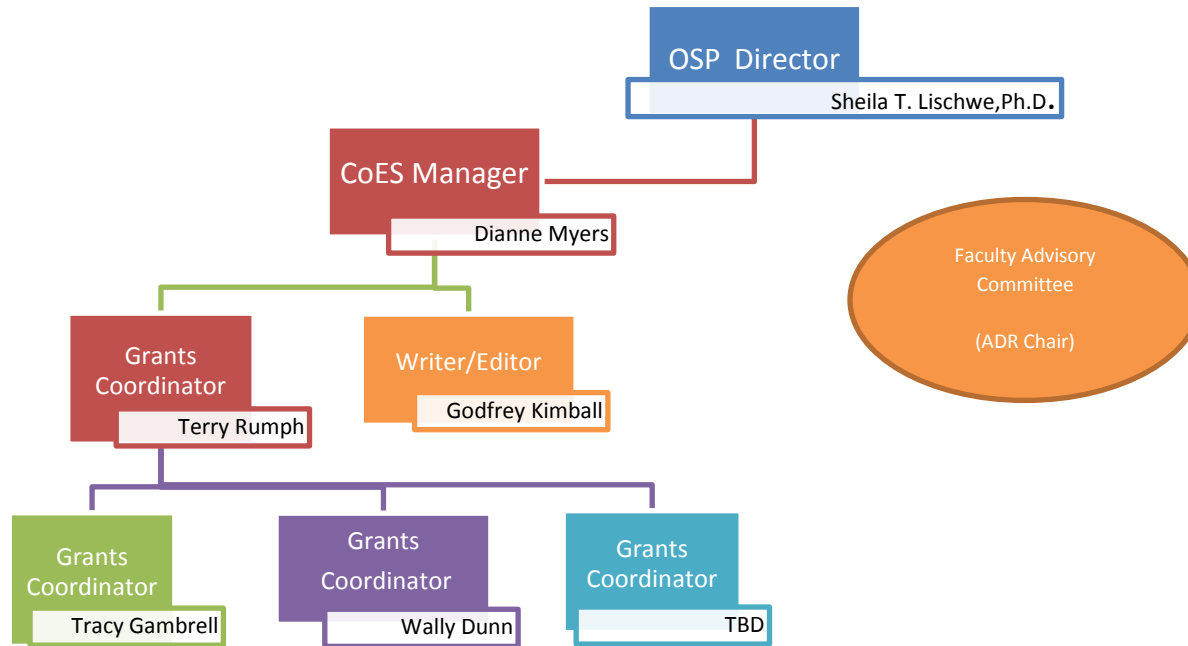 OSP  Director
Sheila T. Lischwe,Ph.D.
CoES Manager
Dianne Myers
Faculty Advisory
Committee
(ADR Chair)
Grants
Coordinator
Terry Rumph
Writer/Editor
Godfrey Kimball
Grants
Coordinator
Tracy Gambrell
Grants
Coordinator
Wally Dunn
Grants
Coordinator
TBD